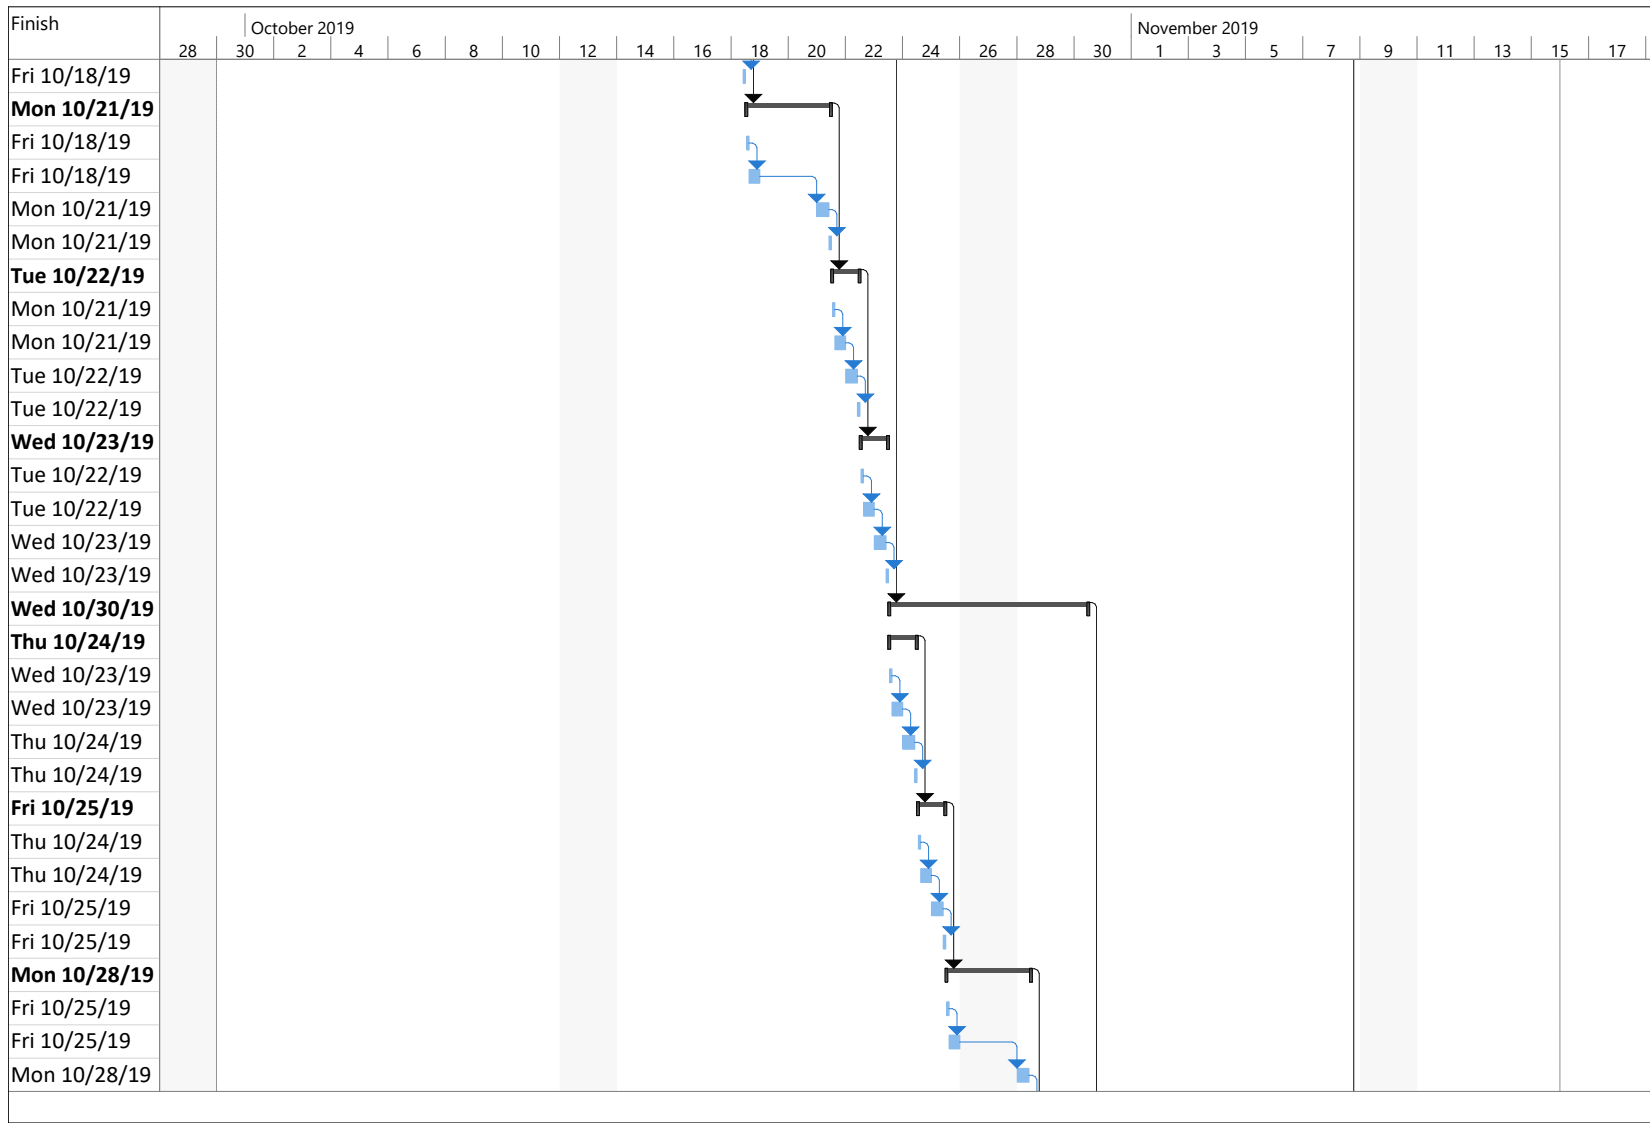 Finish
October 2019
November 2019
28 30 2 4 6 8 10 12 14 16 18 20 22 24 26 28 30 1 3 5 7 9 11 13 15 17
Fri 10/18/19
Mon 10/21/19
Fri 10/18/19
Fri 10/18/19
Mon 10/21/19
Mon 10/21/19
Tue 10/22/19
Mon 10/21/19
Mon 10/21/19
Tue 10/22/19
Tue 10/22/19
Wed 10/23/19
Tue 10/22/19
Tue 10/22/19
Wed 10/23/19
Wed 10/23/19
Wed 10/30/19
Thu 10/24/19
Wed 10/23/19
Wed 10/23/19
Thu 10/24/19
Thu 10/24/19
Fri 10/25/19
Thu 10/24/19
Thu 10/24/19
Fri 10/25/19
Fri 10/25/19
Mon 10/28/19
Fri 10/25/19
Fri 10/25/19
Mon 10/28/19